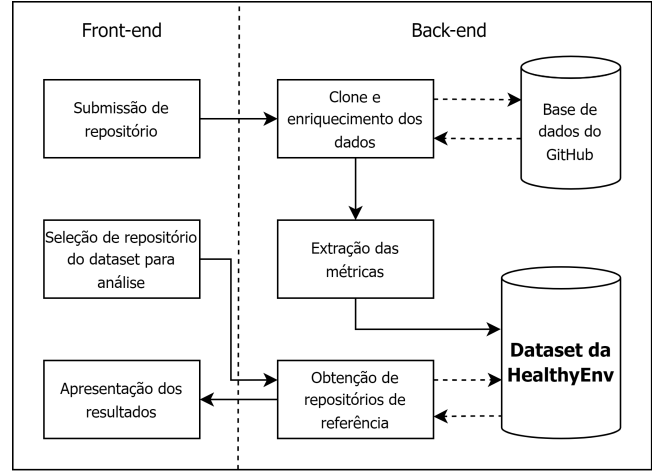 Front-end
Back-end
Submissão de
repositório
Clone e
enriquecimento dos
dados
Base de
dados do
GitHub
Seleção de repositório
do dataset para
análise
Extração das
métricas
Dataset da
HealthyEnv
Apresentação dos
resultados
Obtenção de
repositórios de
referência